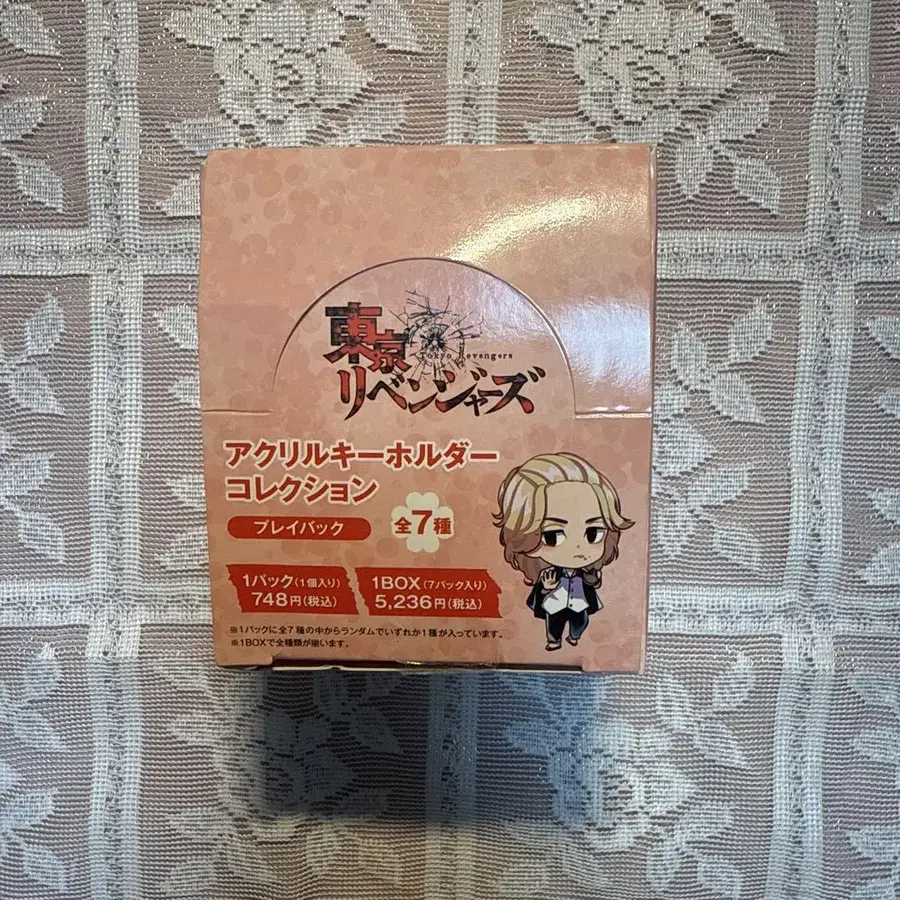 東京
Tokyo Revengers
リベンジャーズ
アクリルキーホルダー
コレクション
プレイバック
全7種
1パック(1個入り)
748円(税込)
1BOX(7パック入り)
5,236円(税込)
※1パックに全7種の中からランダムでいずれか1種が入っています。
※1BOXで全種類が揃います。